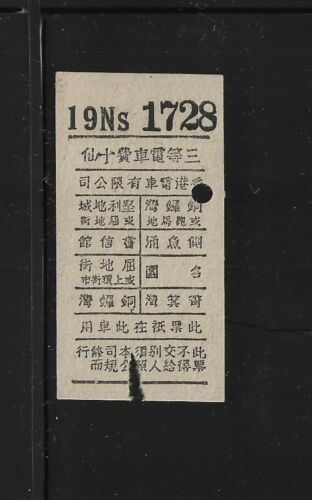 19Ns 1728
三等電車費十仙
香港電車有限公司
銅鑼灣
或跑馬地
堅利地城
或屈地街
鰂魚涌
舊信館
名園
屈地街
或上環街市
筲箕灣
銅鑼灣
此票祇在此車用
此票不得交給別人須照本公司規條而行